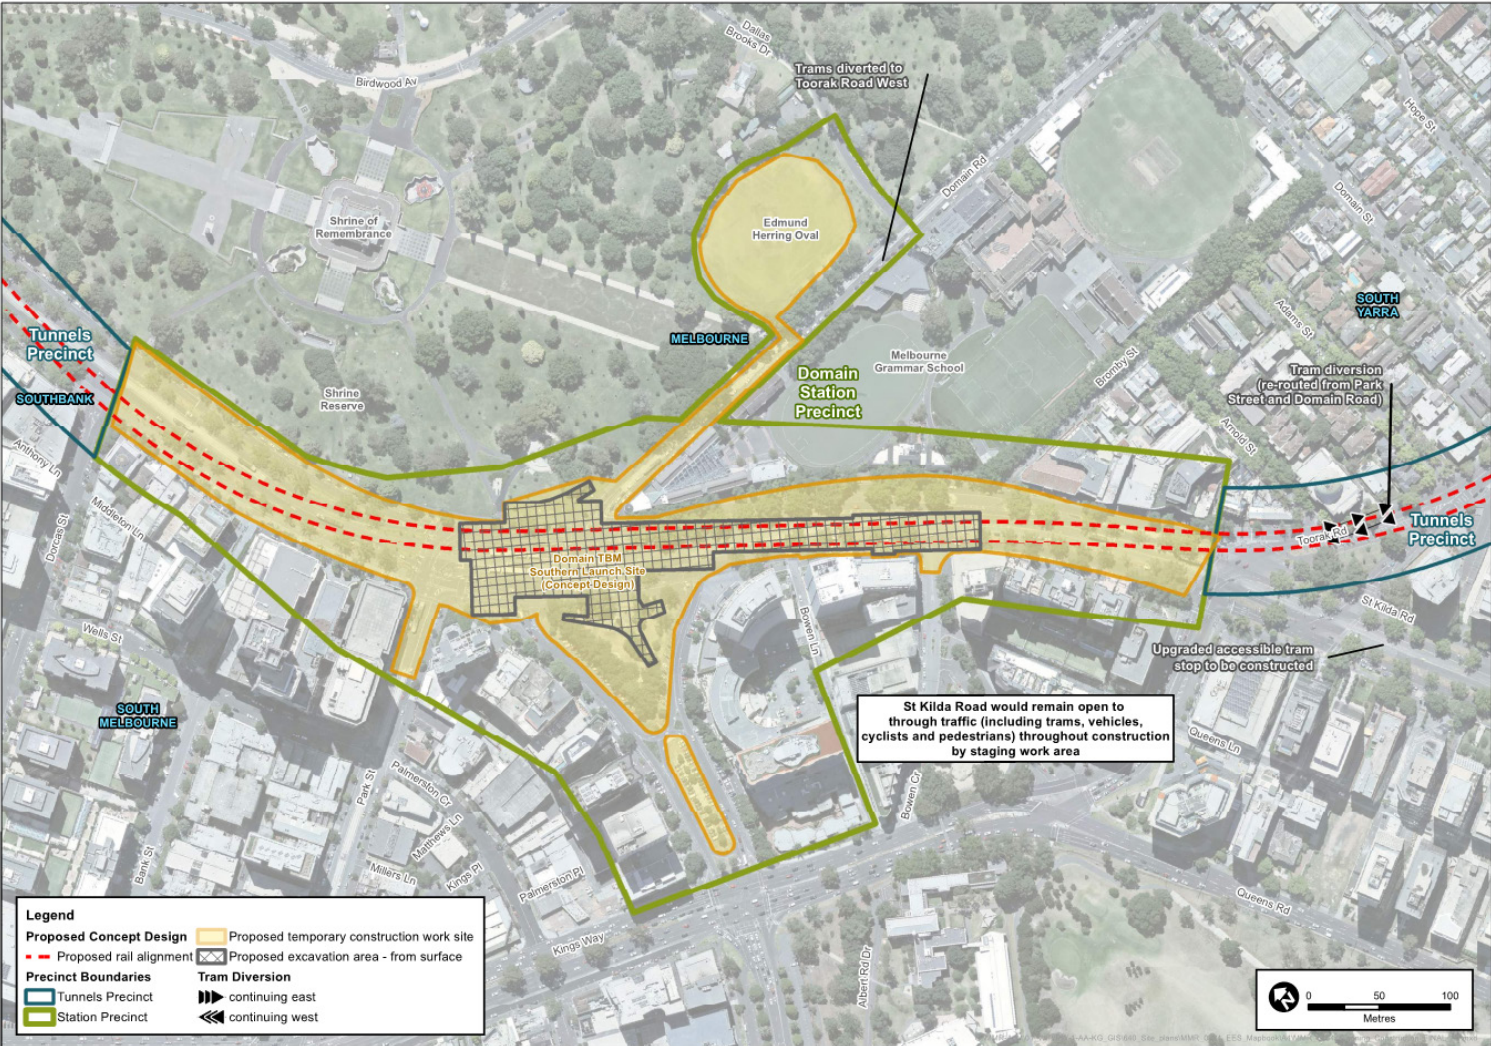 Dallas
Brooks Dr
Birdwood Av
Trams diverted to
Toorak Road West
Hope St
Domain Rd
Domain St
Shrine of
Remembrance
Edmund
Herring Oval
SOUTH
YARRA
Adams St
Tunnels
Precinct
MELBOURNE
Melbourne
Grammar School
Bromby St
Domain
Station
Precinct
Tram diversion
(re-routed from Park
Street and Domain Road)
SOUTHBANK
Shrine
Reserve
Arnold St
Anthony Ln
Middleton Ln
Dorcas St
Toorak Rd
Tunnels
Precinct
Domain TBM
Southern Launch Site
(Concept Design)
Bowen Ln
St Kilda Rd
Wells St
Upgraded accessible tram
stop to be constructed
SOUTH
MELBOURNE
St Kilda Road would remain open to
through traffic (including trams, vehicles,
cyclists and pedestrians) throughout construction
by staging work area
Queens Ln
Park St
Palmerston Cr
Bowen Cr
Matthews Ln
Bank St
Millers Ln
Kings Pl
Palmerston Pl
Queens Rd
Kings Way
Albert Rd Dr
Legend
Proposed Concept Design
Proposed temporary construction work site
Proposed rail alignment
Proposed excavation area - from surface
Precinct Boundaries
Tram Diversion
Tunnels Precinct
continuing east
Station Precinct
continuing west
0 50 100
Metres